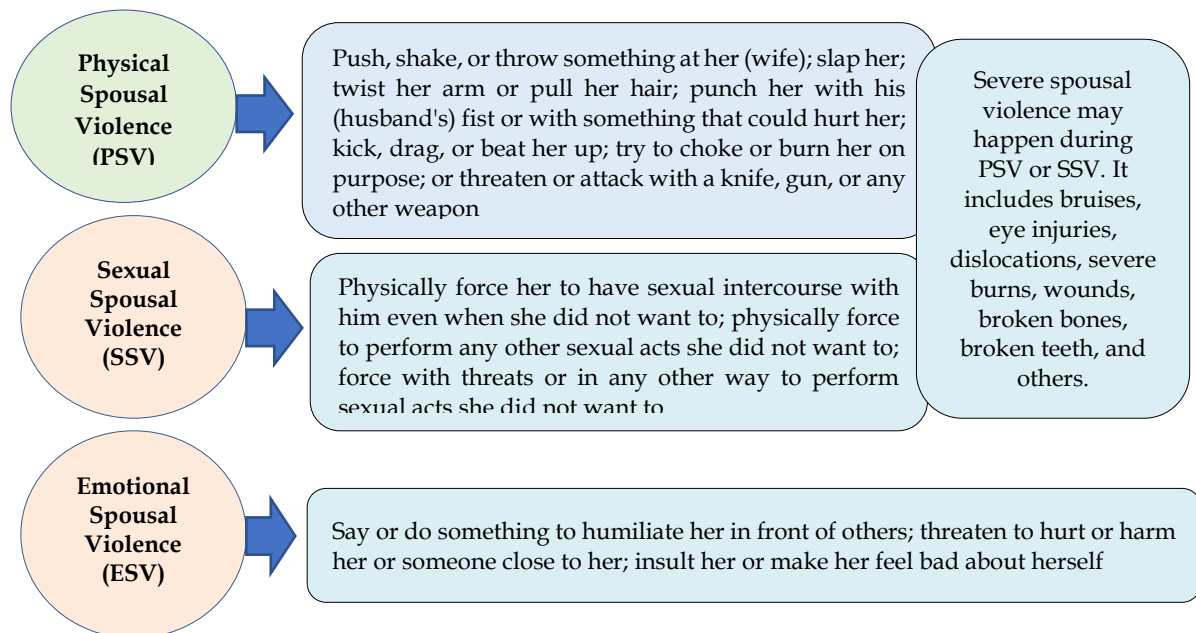 Physical
Spousal
Violence
(PSV)
Push, shake, or throw something at her (wife); slap her;
twist her arm or pull her hair; punch her with his
(husband's) fist or with something that could hurt her;
kick, drag, or beat her up; try to choke or burn her on
purpose; or threaten or attack with a knife, gun, or any
other weapon
Severe spousal
violence may
happen during
PSV or SSV. It
includes bruises,
eye injuries,
dislocations, severe
burns, wounds,
broken bones,
broken teeth, and
others.
Sexual
Spousal
Violence
(SSV)
Physically force her to have sexual intercourse with
him even when she did not want to; physically force
to perform any other sexual acts she did not want to;
force with threats or in any other way to perform
sexual acts she did not want to
Emotional
Spousal
Violence
(ESV)
Say or do something to humiliate her in front of others; threaten to hurt or harm
her or someone close to her; insult her or make her feel bad about herself